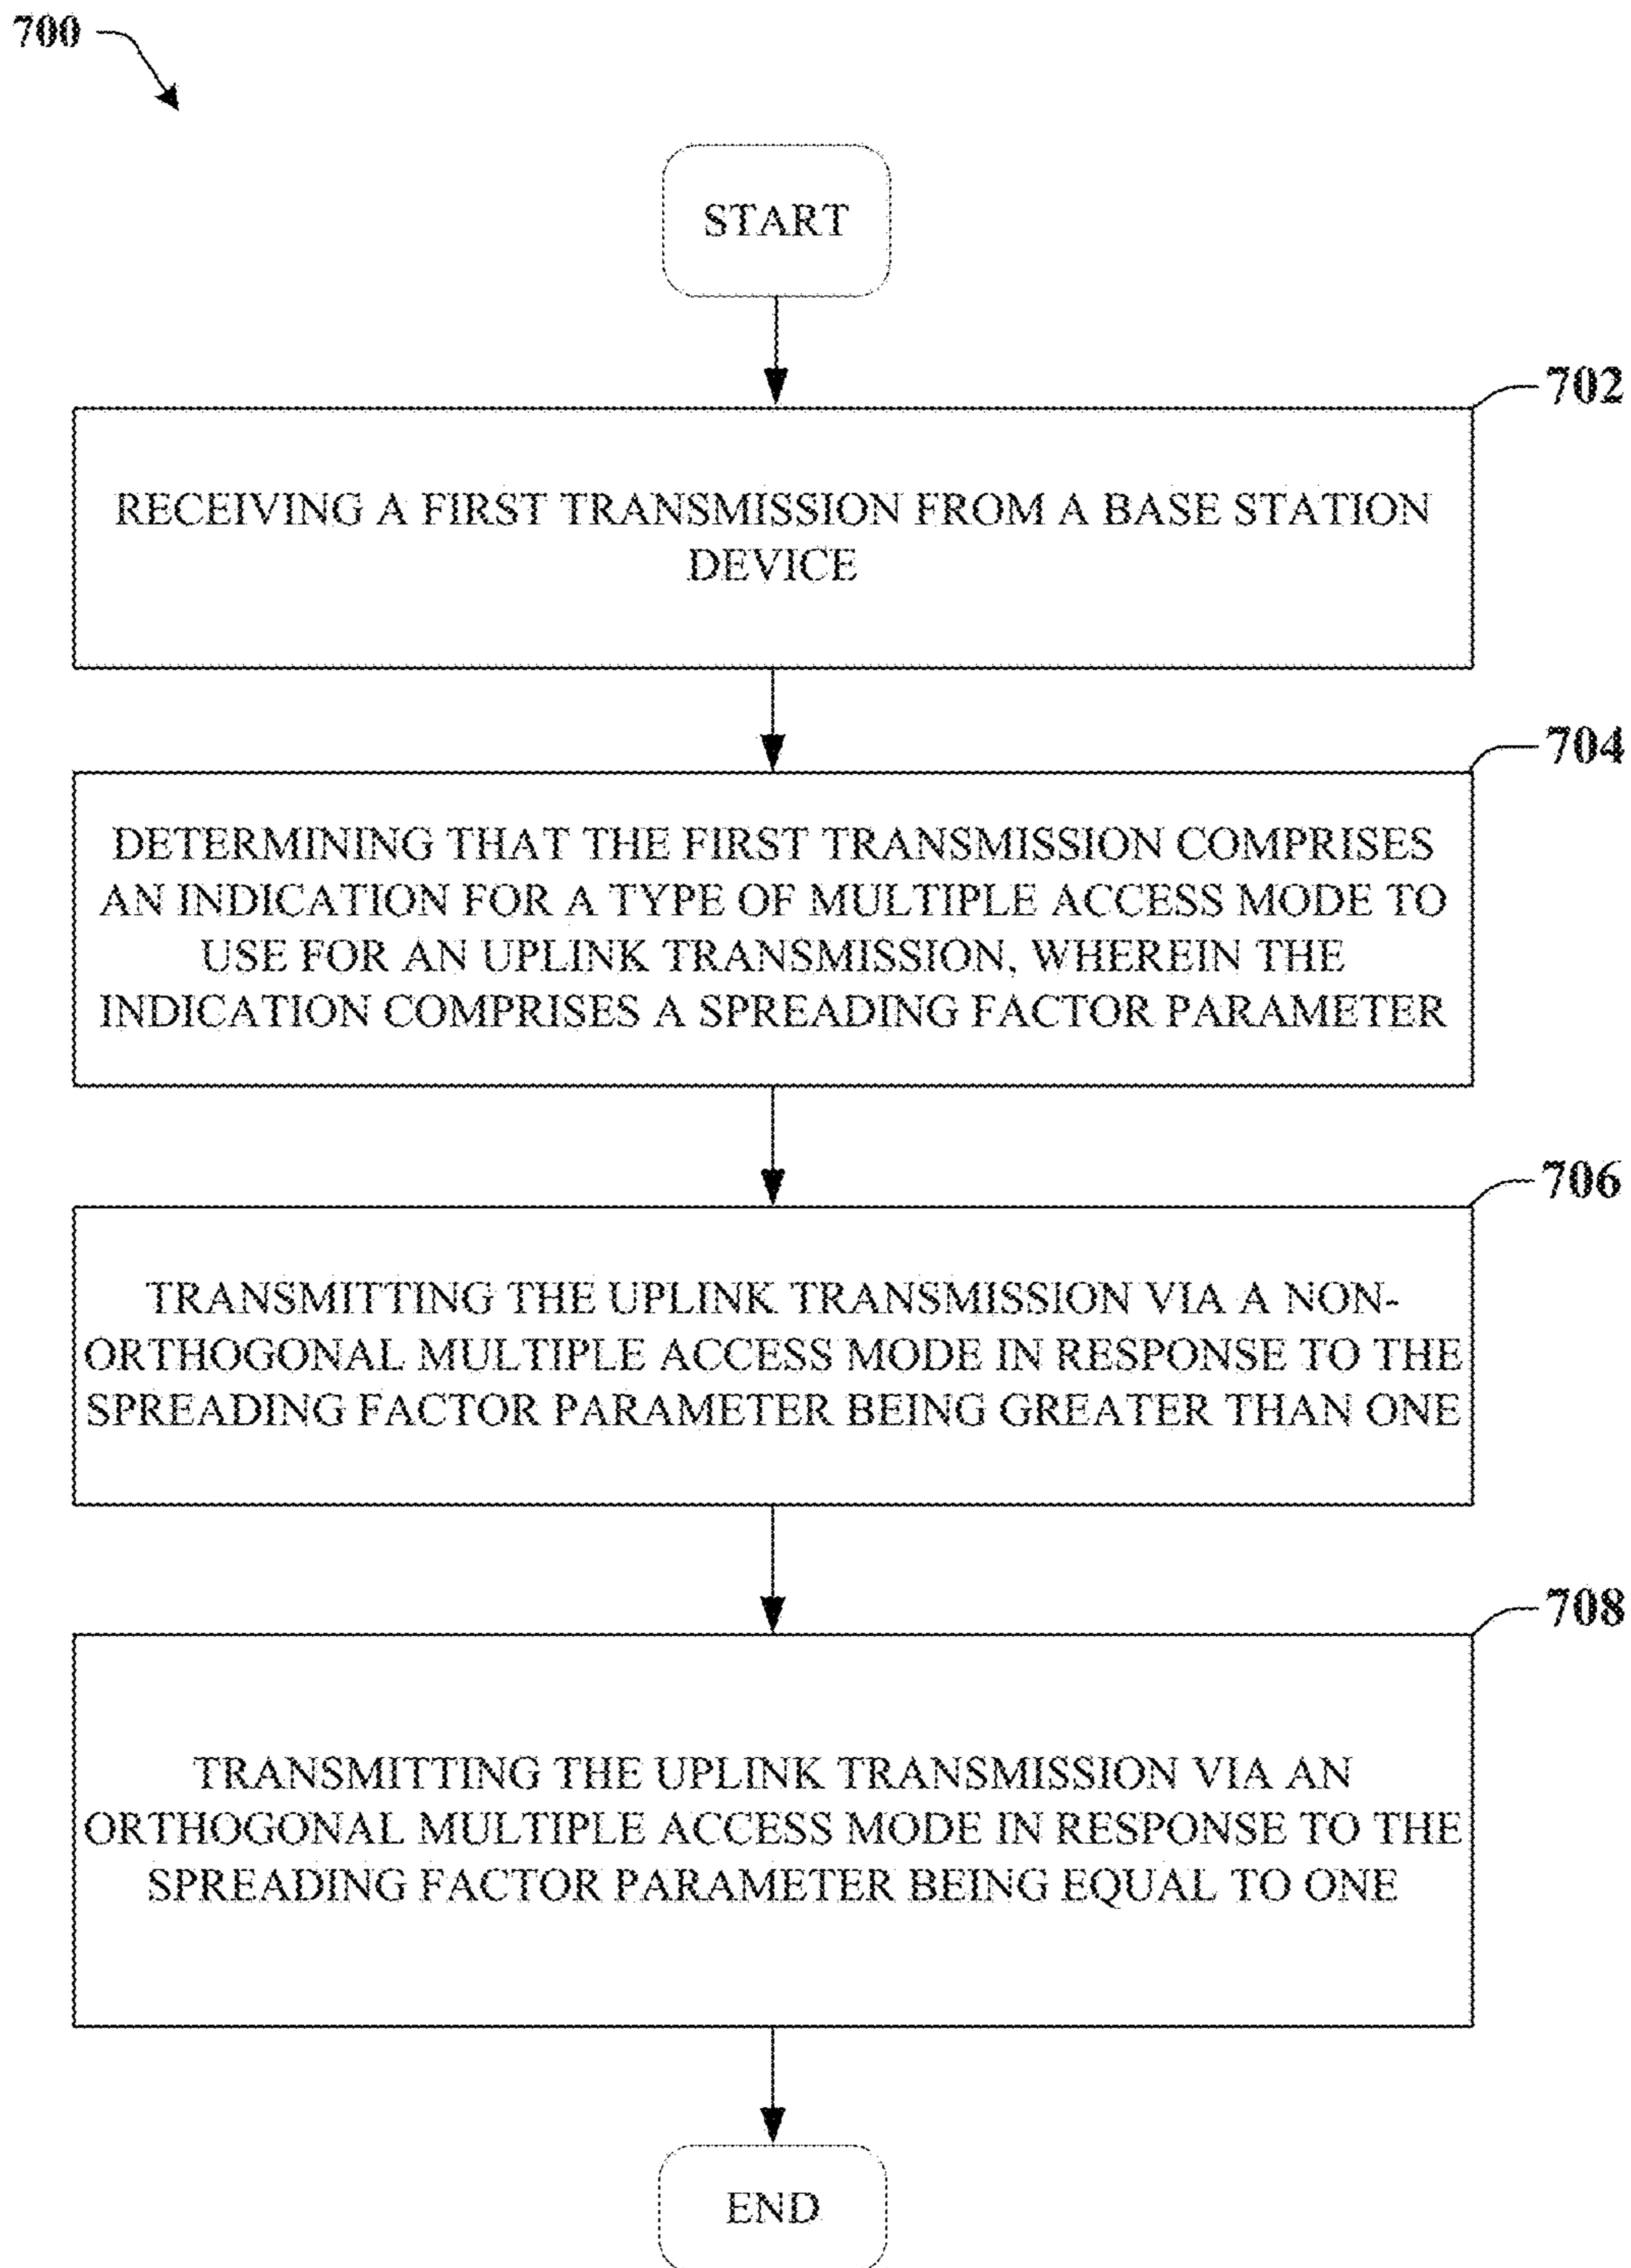 700
START
702
RECEIVING A FIRST TRANSMISSION FROM A BASE STATION
DEVICE
704
DETERMINING THAT THE FIRST TRANSMISSION COMPRISES
AN INDICATION FOR A TYPE OF MULTIPLE ACCESS MODE TO
USE FOR AN UPLINK TRANSMISSION, WHEREIN THE
INDICATION COMPRISES A SPREADING FACTOR PARAMETER
706
TRANSMITTING THE UPLINK TRANSMISSION VIA A NON-
ORTHOGONAL MULTIPLE ACCESS MODE IN RESPONSE TO THE
SPREADING FACTOR PARAMETER BEING GREATER THAN ONE
708
TRANSMITTING THE UPLINK TRANSMISSION VIA AN
ORTHOGONAL MULTIPLE ACCESS MODE IN RESPONSE TO THE
SPREADING FACTOR PARAMETER BEING EQUAL TO ONE
END